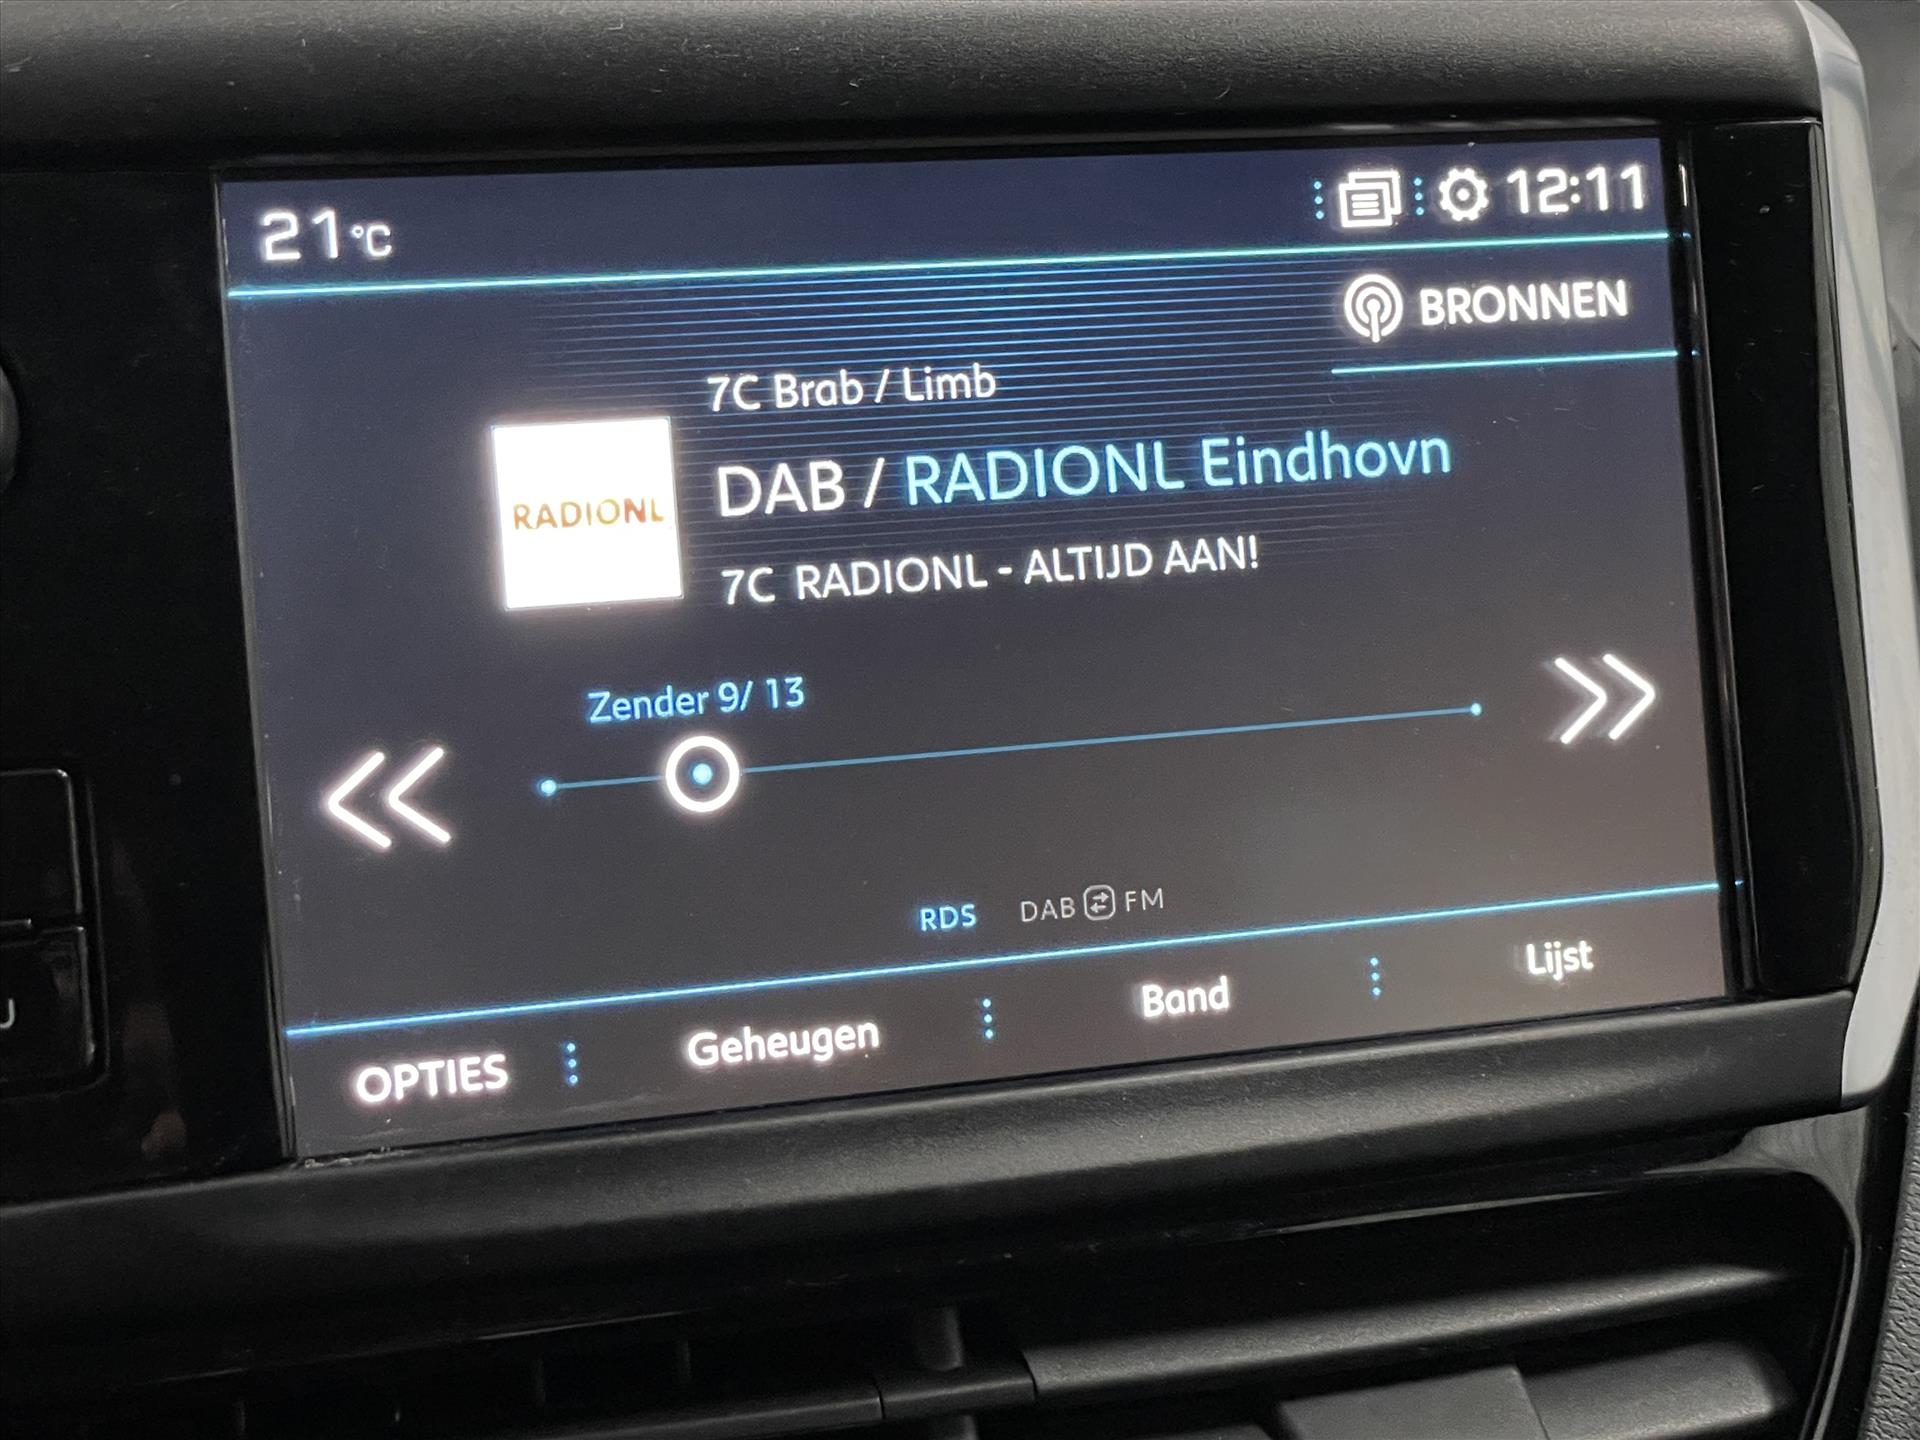 21 °C
12:11
BRONNEN
7C Brab / Limb
RADIONL
DAB / RADIONL Eindhovn
7C RADIONL - ALTIJD AAN!
Zender 9/ 13
RDS DAB FM
OPTIES Geheugen Band Lijst